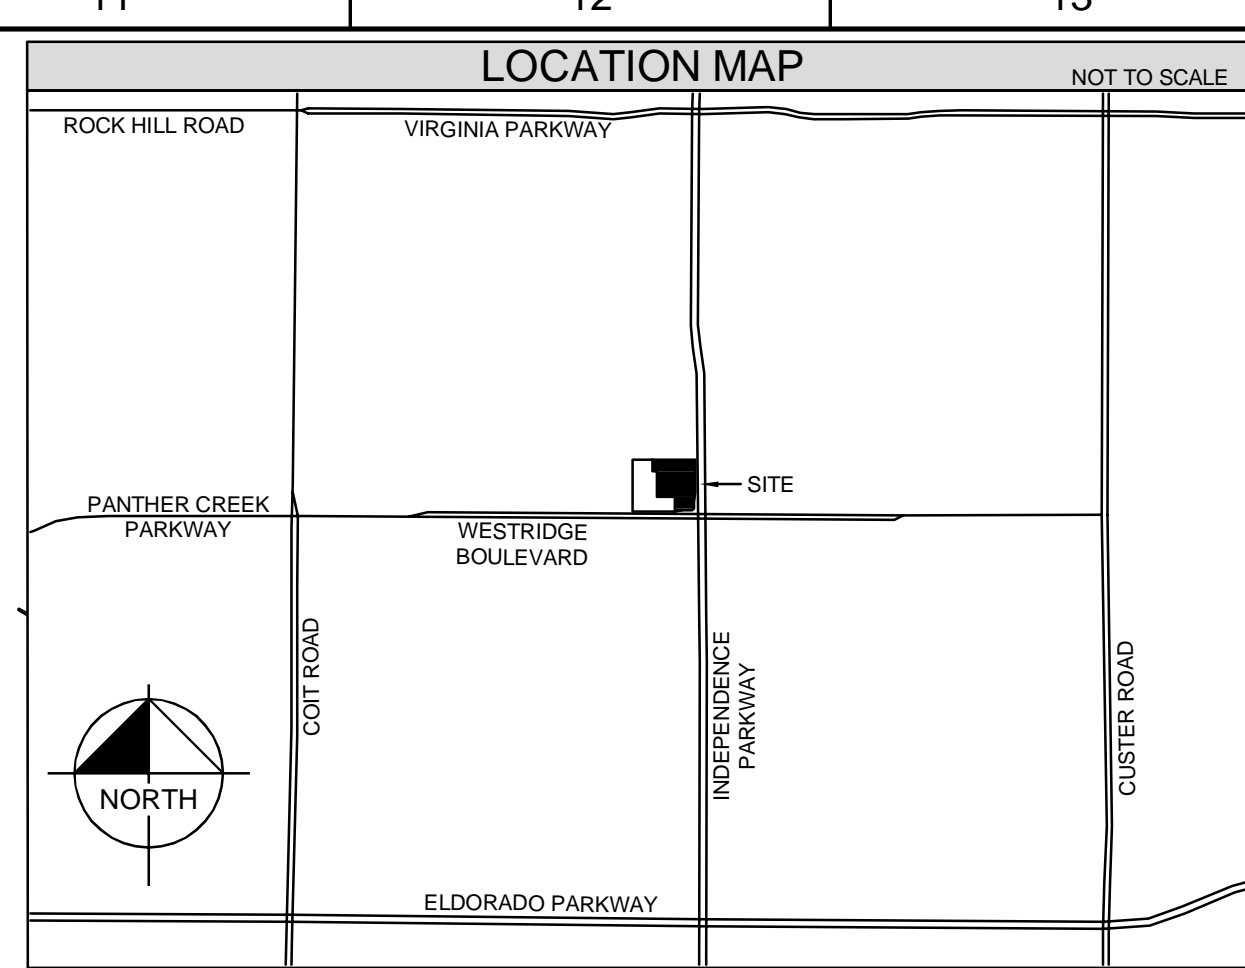 LOCATION MAP
NOT TO SCALE
ROCK HILL ROAD
VIRGINIA PARKWAY
SITE
PANTHER CREEK
PARKWAY
WESTRIDGE
BOULEVARD
COIT ROAD
INDEPENDENCE
PARKWAY
CUSTER ROAD
NORTH
ELDORADO PARKWAY